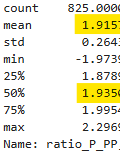 count 825.0000
mean 1.9157
std 0.2643
min -1.9739
25% 1.8789
50% 1.9350
75% 1.9954
max 2.2969
Name: ratio_P_PP_